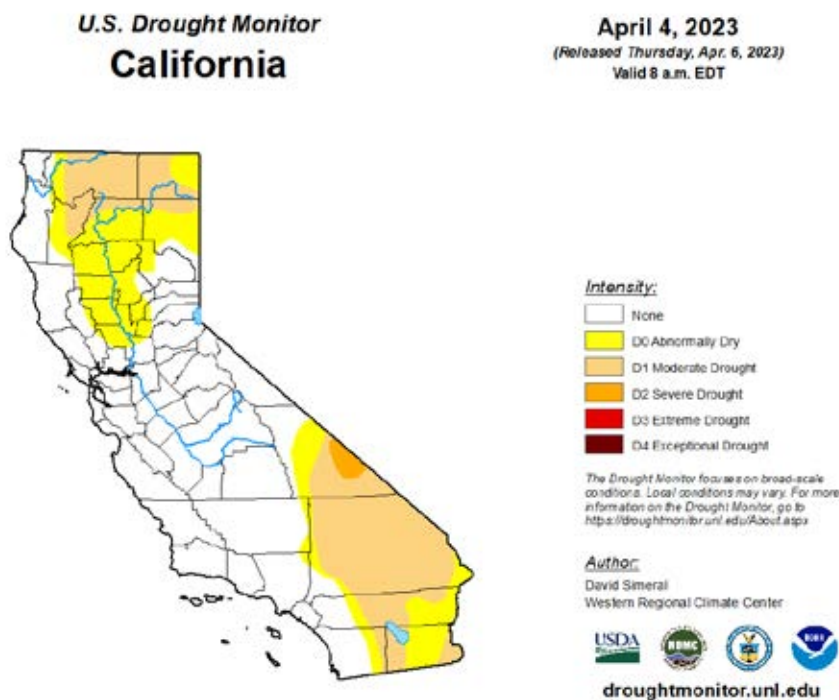 U.S. Drought Monitor
California
April 4, 2023
(Released Thursday, Apr. 6, 2023)
Valid 8 a.m. EDT
Intensity:
None
D0 Abnormally Dry
D1 Moderate Drought
D2 Severe Drought
D3 Extreme Drought
D4 Exceptional Drought
The Drought Monitor focuses on broad-scale
conditions. Local conditions may vary. For more
information on the Drought Monitor, go to
https://droughtmonitor.unl.edu/About.aspx
Author:
David Simeral
Western Regional Climate Center
USDA
NDMC
droughtmonitor.unl.edu